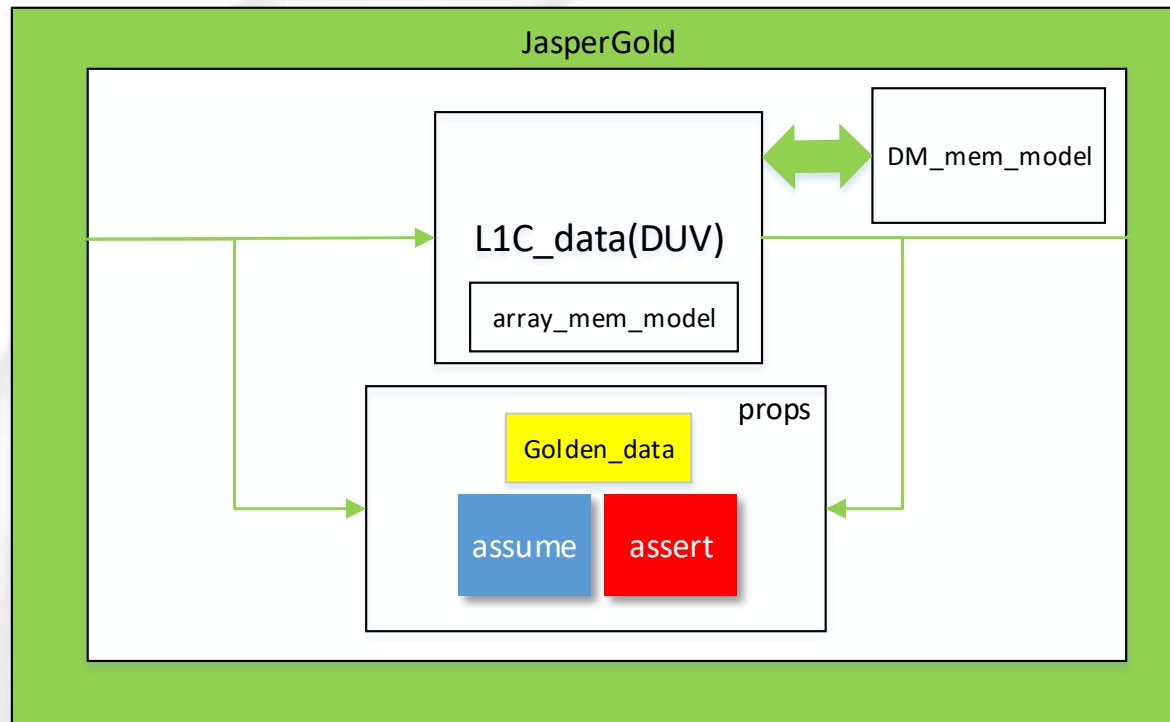 JasperGold
DM_mem_model
L1C_data(DUV)
array_mem_model
props
Golden_data
assume
assert